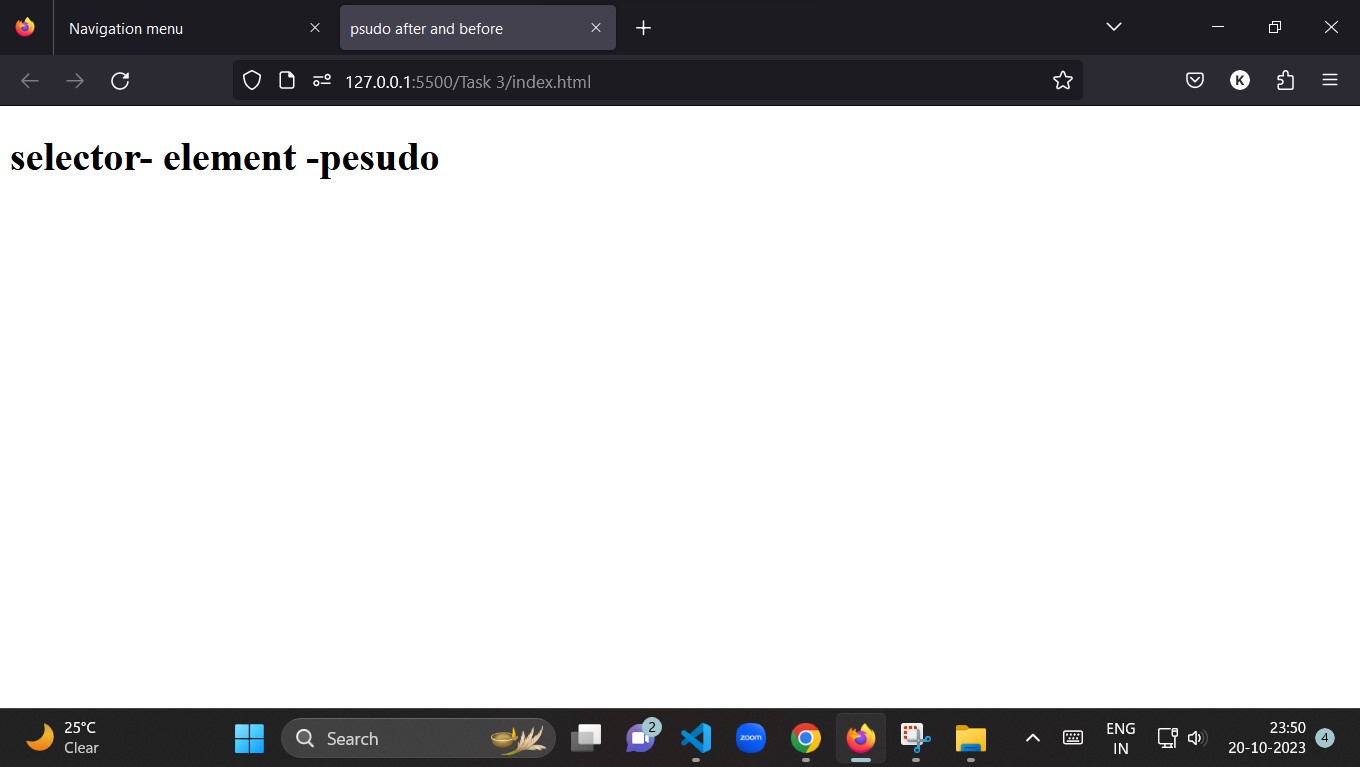 Navigation menu
psudo after and before
127.0.0.1:5500/Task 3/index.html
K
selector- element -pesudo
25°C
Clear
Search
2
zoom
ENG
IN
23:50
20-10-2023
4